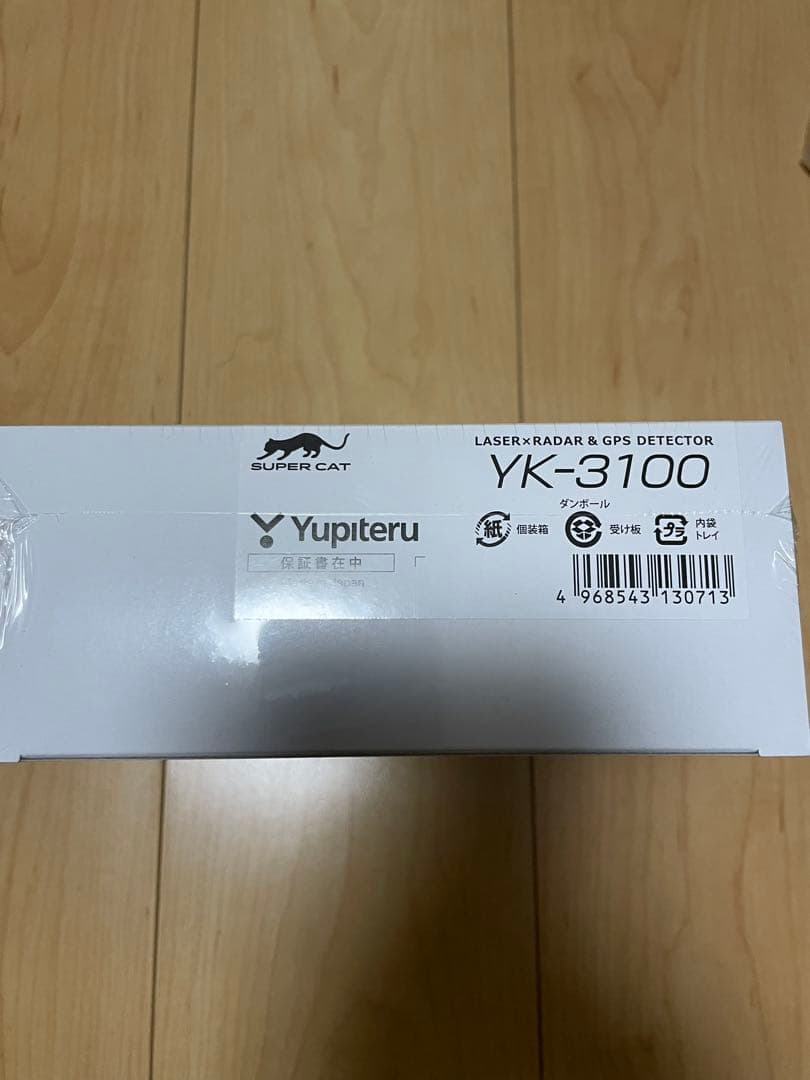 SUPER CAT
Yupiteru
保証書在中
Japan
LASER×RADAR & GPS DETECTOR
YK-3100
ダンボール
紙 個装箱 受け板 プラ 内袋
トレイ
4 968543 130713